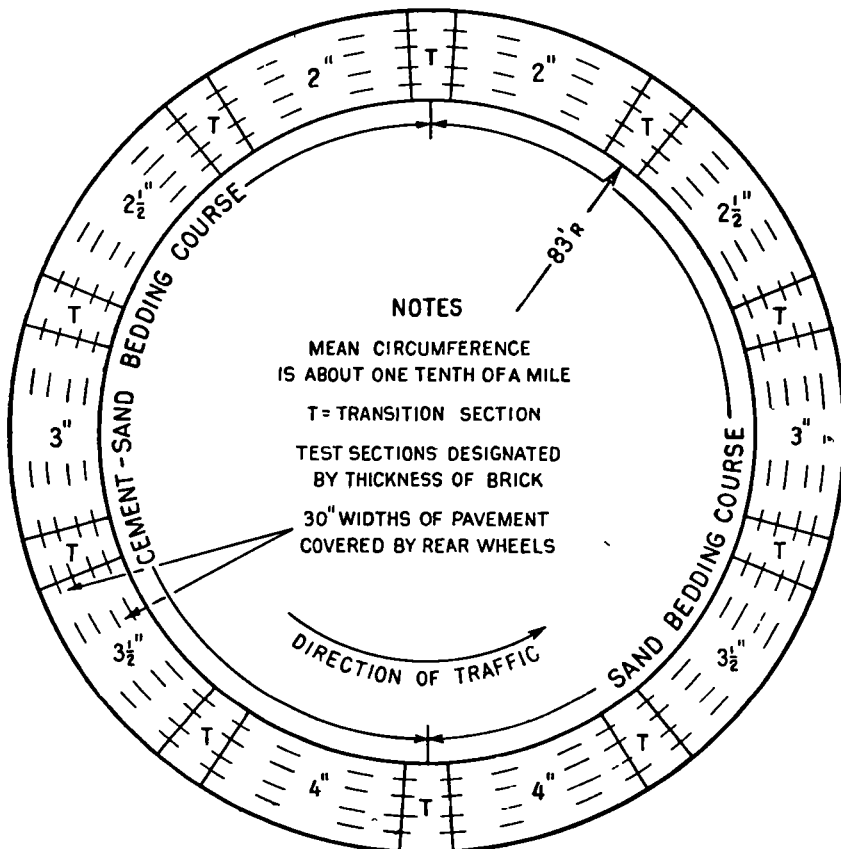 2" T 2"
T T
2½" 2½"
T T
3" 3"
T T
3½" 3½"
T T
4" T 4"
CEMENT-SAND BEDDING COURSE
83'R
NOTES
MEAN CIRCUMFERENCE
IS ABOUT ONE TENTH OF A MILE
T = TRANSITION SECTION
TEST SECTIONS DESIGNATED
BY THICKNESS OF BRICK
30" WIDTHS OF PAVEMENT
COVERED BY REAR WHEELS
DIRECTION OF TRAFFIC
SAND BEDDING COURSE